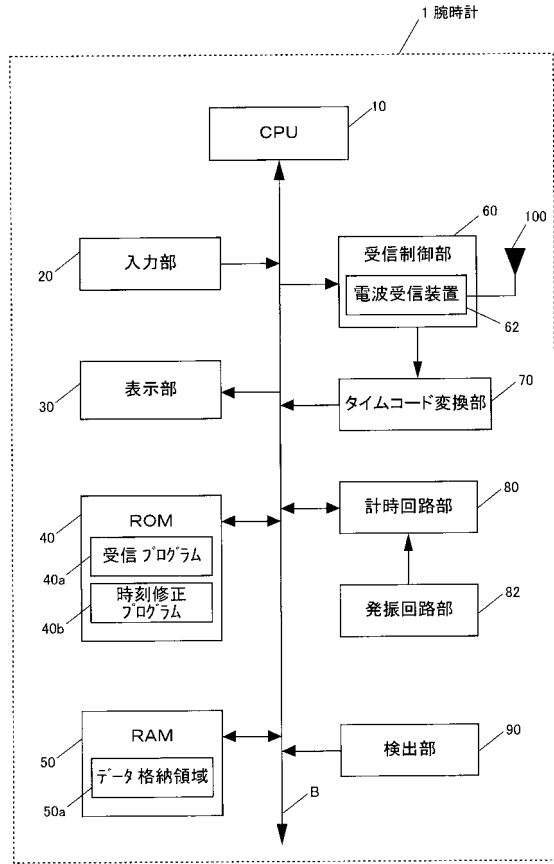 1 腕時計
10
CPU
60
100
受信制御部
電波受信装置
62
20
入力部
30
表示部
タイムコード変換部
70
40
ROM
40a
受信プログラム
40b
時刻修正
プログラム
計時回路部
80
発振回路部
82
50
RAM
50a
データ格納領域
検出部
90
B